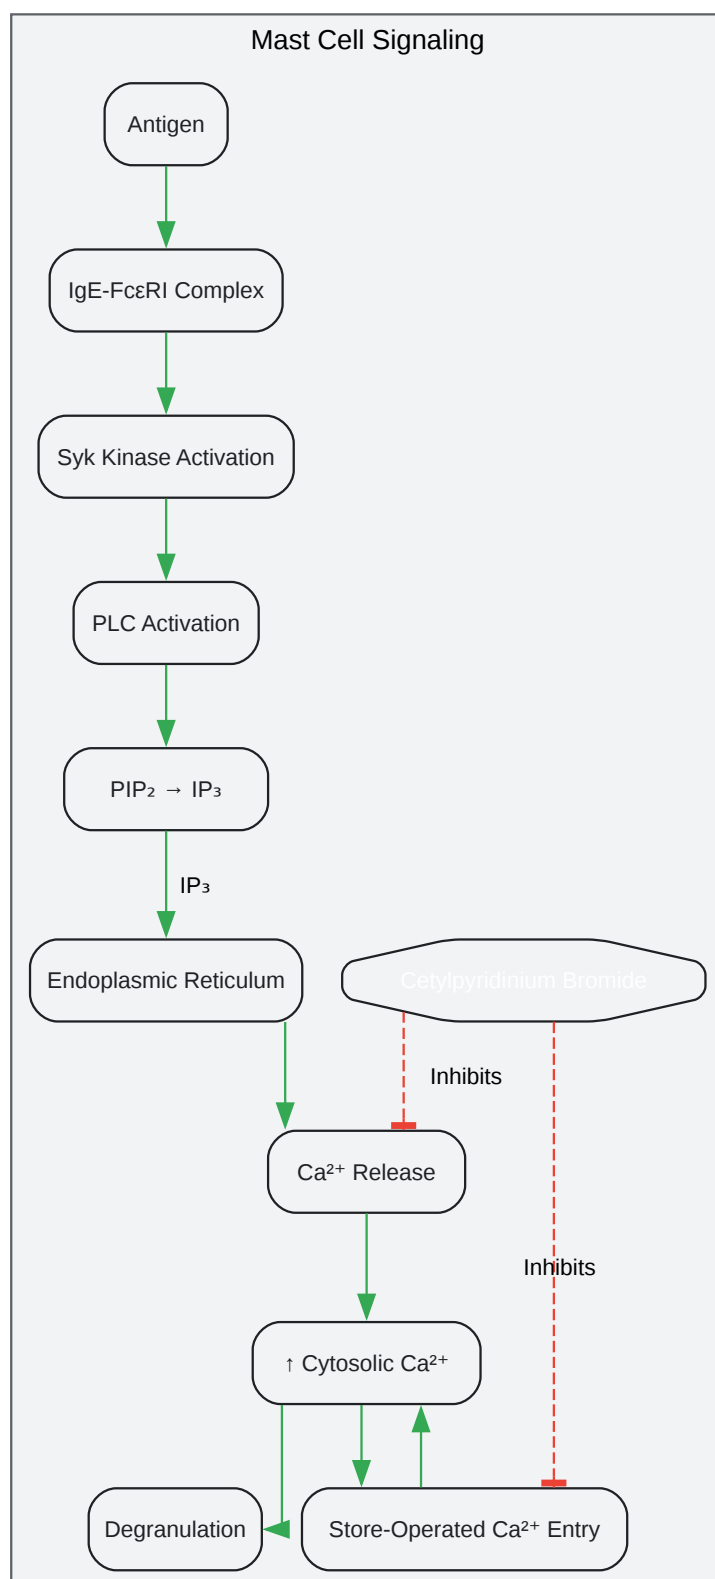 Mast Cell Signaling
Antigen
IgE-FcεRI Complex
Syk Kinase Activation
PLC Activation
PIP₂ → IP₃
IP₃
Endoplasmic Reticulum
Cetylpyridinium Bromide
Inhibits
Ca²⁺ Release
Inhibits
↑ Cytosolic Ca²⁺
Degranulation
Store-Operated Ca²⁺ Entry